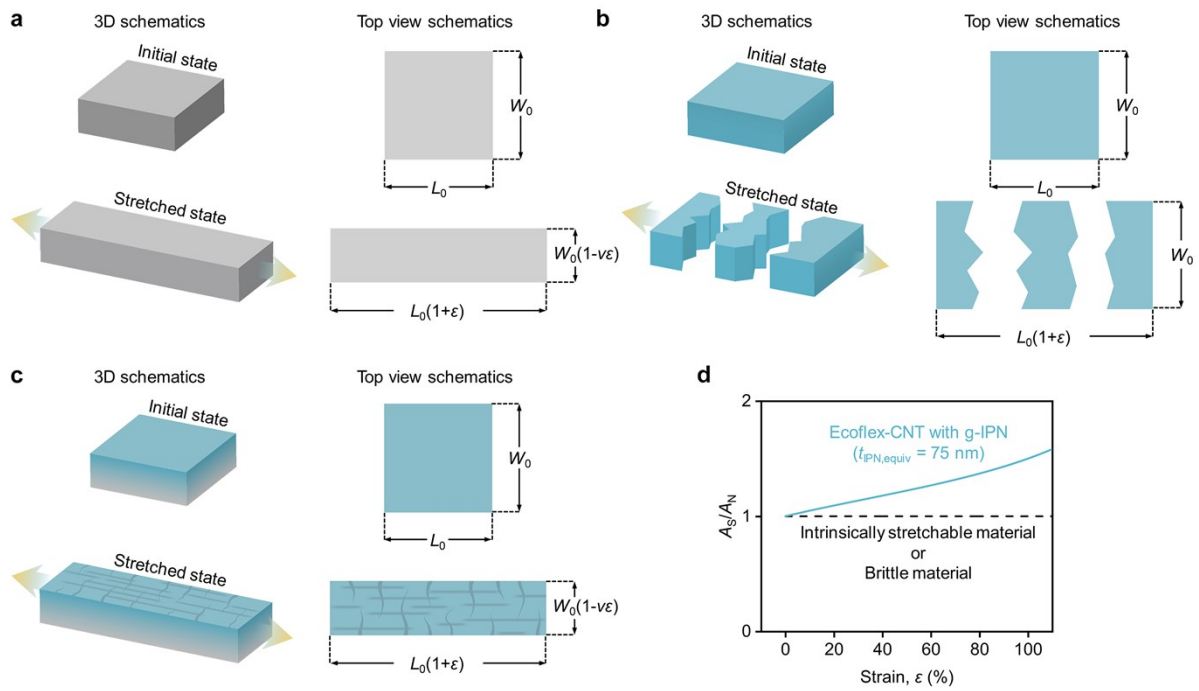 a
3D schematics
Top view schematics
Initial state
W₀
L₀
Stretched state
W₀(1-νε)
L₀(1+ε)
b
3D schematics
Top view schematics
Initial state
W₀
L₀
Stretched state
W₀
L₀(1+ε)
c
3D schematics
Top view schematics
Initial state
W₀
L₀
Stretched state
W₀(1-νε)
L₀(1+ε)
d
2
1
0
A_S/A_N
Ecoflex-CNT with g-IPN
(t_IPN,equiv = 75 nm)
Intrinsically stretchable material
or
Brittle material
0 20 40 60 80 100
Strain, ε (%)